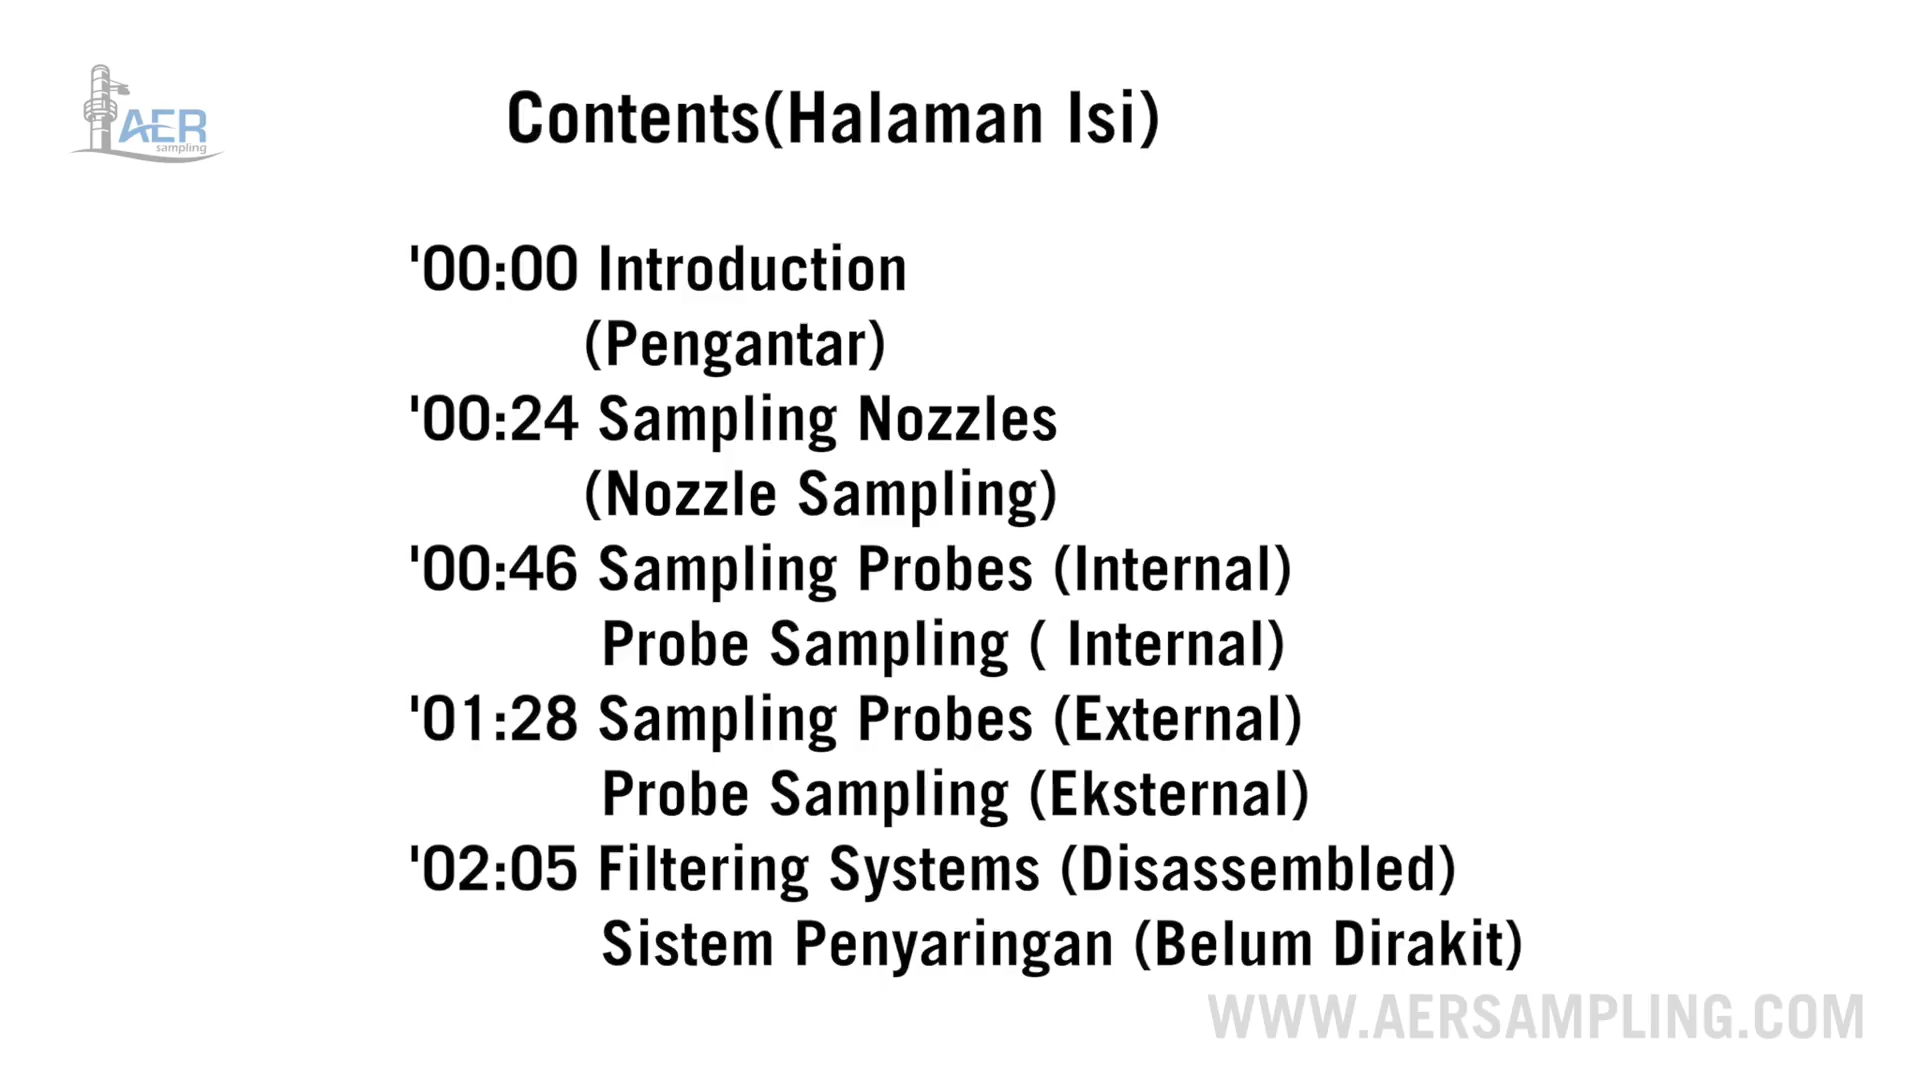 AER
sampling
Contents(Halaman Isi)
'00:00 Introduction
(Pengantar)
'00:24 Sampling Nozzles
(Nozzle Sampling)
'00:46 Sampling Probes (Internal)
Probe Sampling ( Internal)
'01:28 Sampling Probes (External)
Probe Sampling (Eksternal)
'02:05 Filtering Systems (Disassembled)
Sistem Penyaringan (Belum Dirakit)
WWW.AERSAMPLING.COM